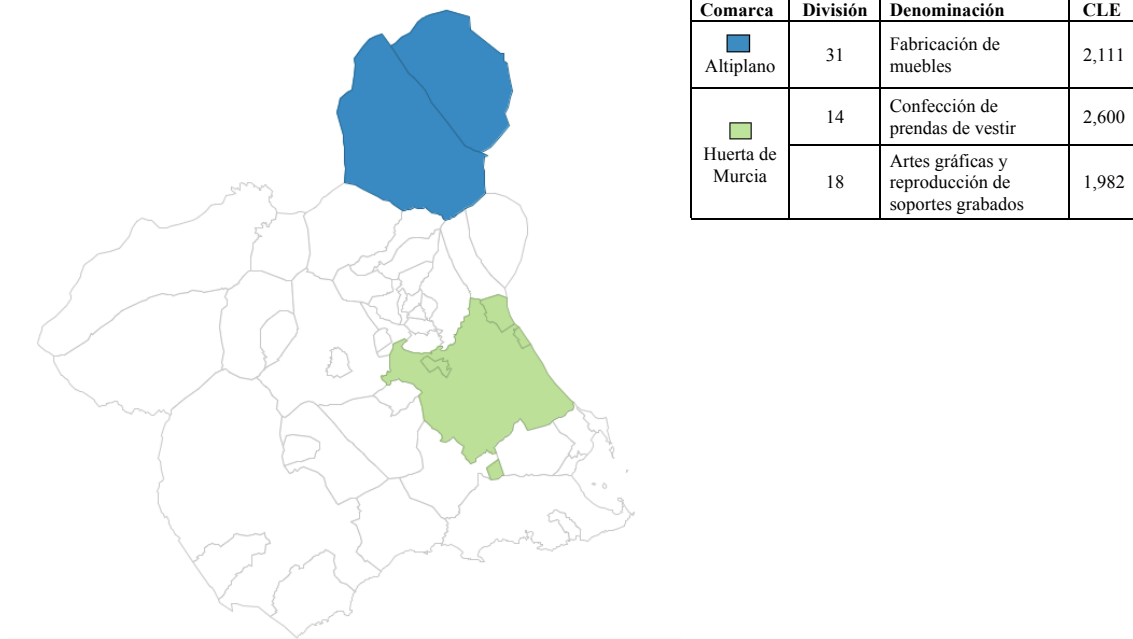 Comarca División Denominación CLE
Altiplano 31 Fabricación de muebles 2,111
Huerta de Murcia 14 Confección de prendas de vestir 2,600
18 Artes gráficas y reproducción de soportes grabados 1,982